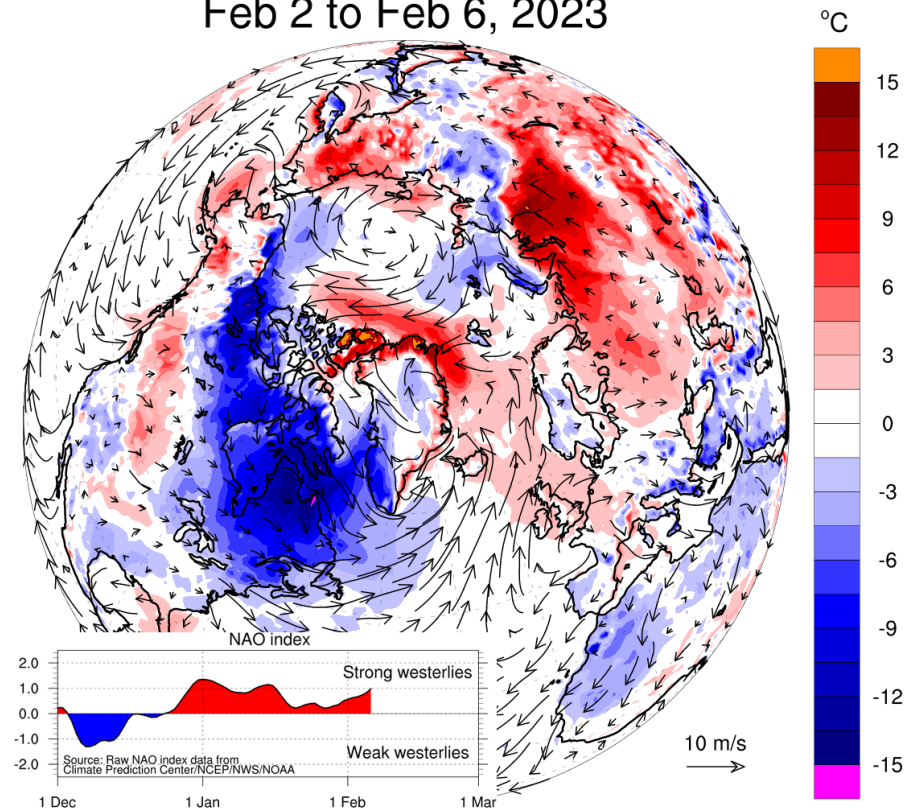 Feb 2 to Feb 6, 2023
°C
15
12
9
6
3
0
-3
-6
-9
-12
-15
10 m/s
NAO index
2.0
1.0
0.0
-1.0
-2.0
Strong westerlies
Weak westerlies
Source: Raw NAO index data from
Climate Prediction Center/NCEP/NWS/NOAA
1 Dec
1 Jan
1 Feb
1 Mar